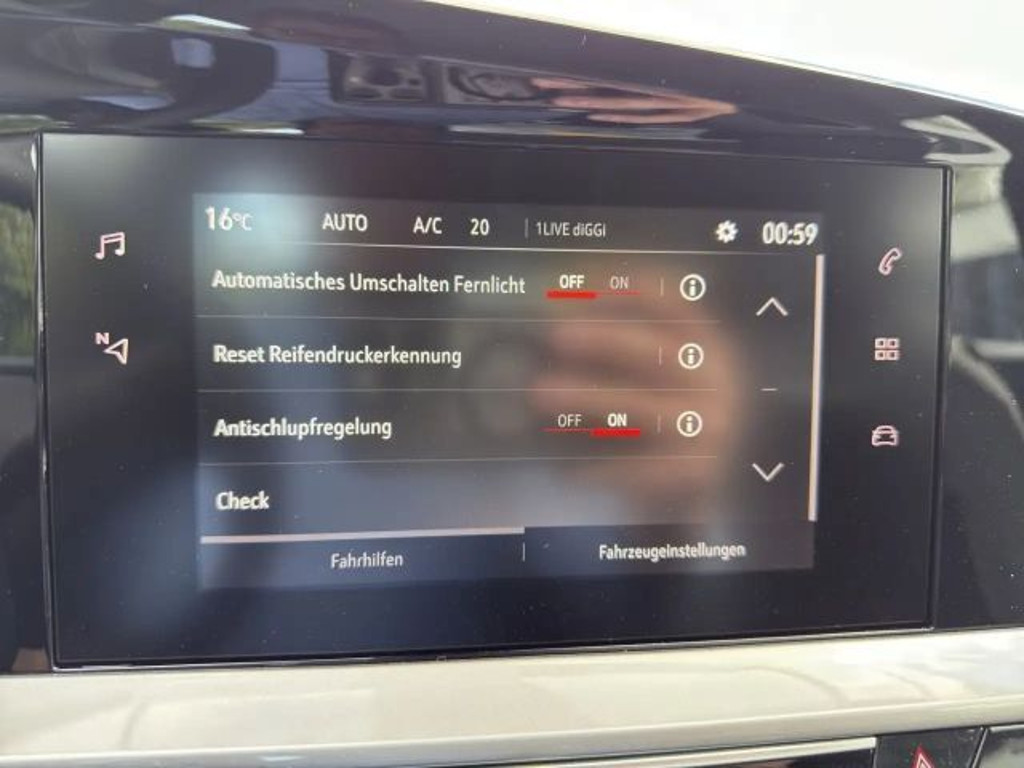 16°C AUTO A/C 20 1LIVE diGGi 00:59
Automatisches Umschalten Fernlicht OFF ON
Reset Reifendruckerkennung
N
Antischlupfregelung OFF ON
Check
Fahrhilfen Fahrzeugeinstellungen